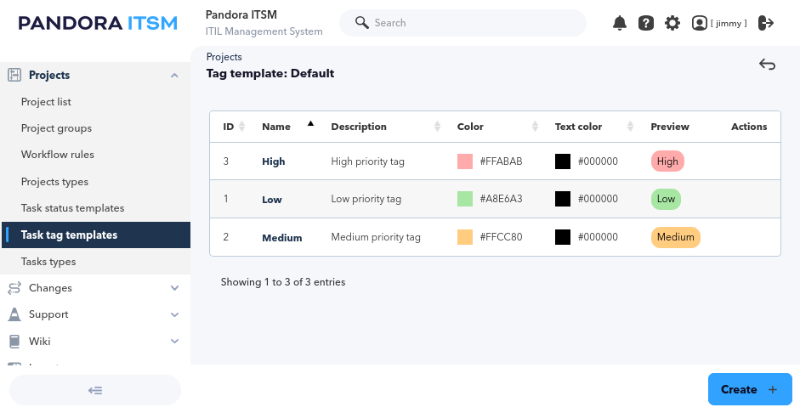 PANDORA ITSM
Pandora ITSM
ITIL Management System
Search
[ jimmy ]
Projects
Project list
Project groups
Workflow rules
Projects types
Task status templates
Task tag templates
Tasks types
Changes
Support
Wiki
Projects
Tag template: Default
ID Name Description Color Text color Preview Actions
3 High High priority tag #FFABAB #000000 High
1 Low Low priority tag #A8E6A3 #000000 Low
2 Medium Medium priority tag #FFCC80 #000000 Medium
Showing 1 to 3 of 3 entries
Create +